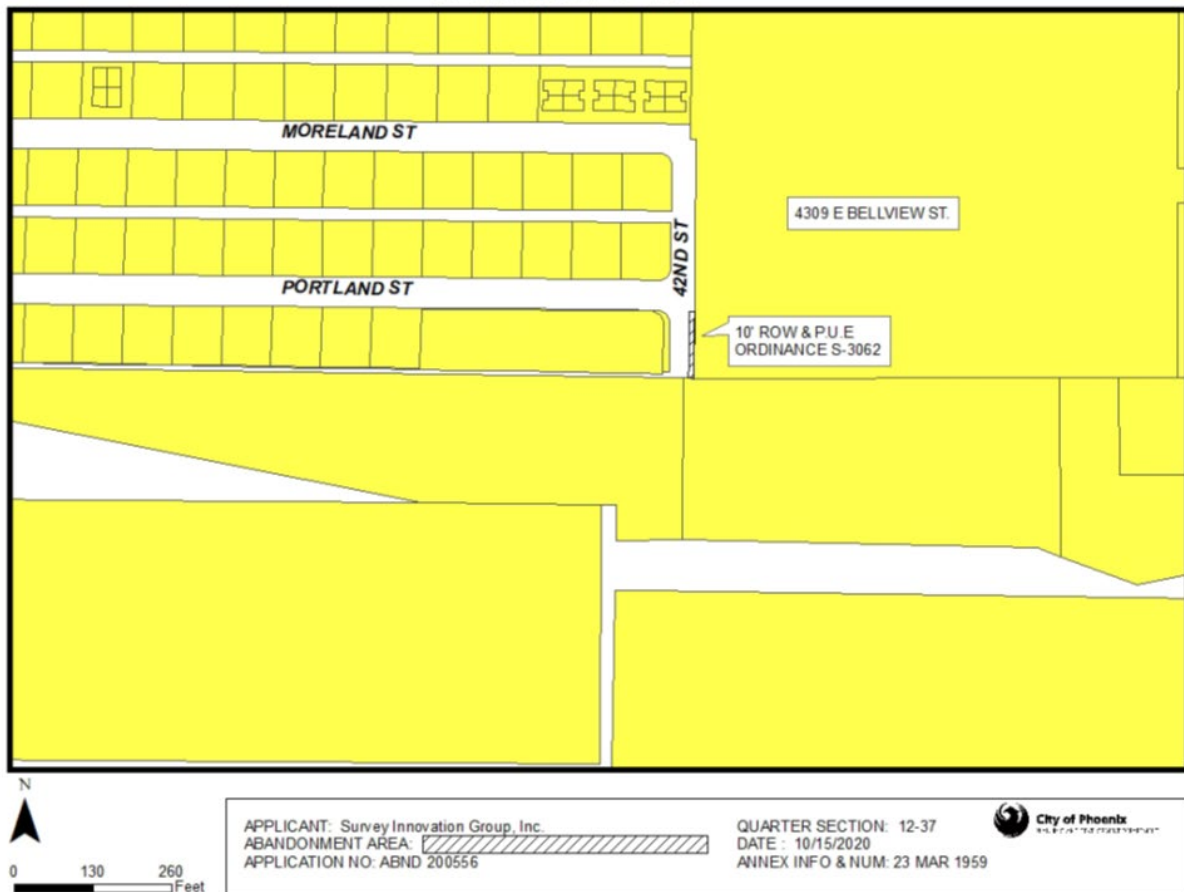 MORELAND ST
4309 E BELLVIEW ST.
42ND ST
PORTLAND ST
10' ROW & P.U.E
ORDINANCE S-3062
N
0 130 260
Feet
APPLICANT: Survey Innovation Group, Inc.
ABANDONMENT AREA:
APPLICATION NO: ABND 200556
QUARTER SECTION: 12-37
DATE : 10/15/2020
ANNEX INFO & NUM: 23 MAR 1959
City of Phoenix